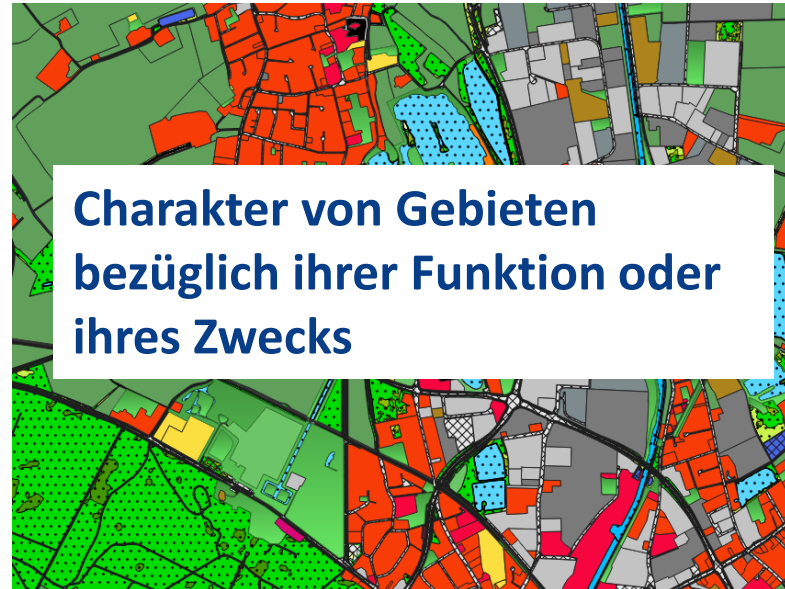 Charakter von Gebieten
bezüglich ihrer Funktion oder
ihres Zwecks